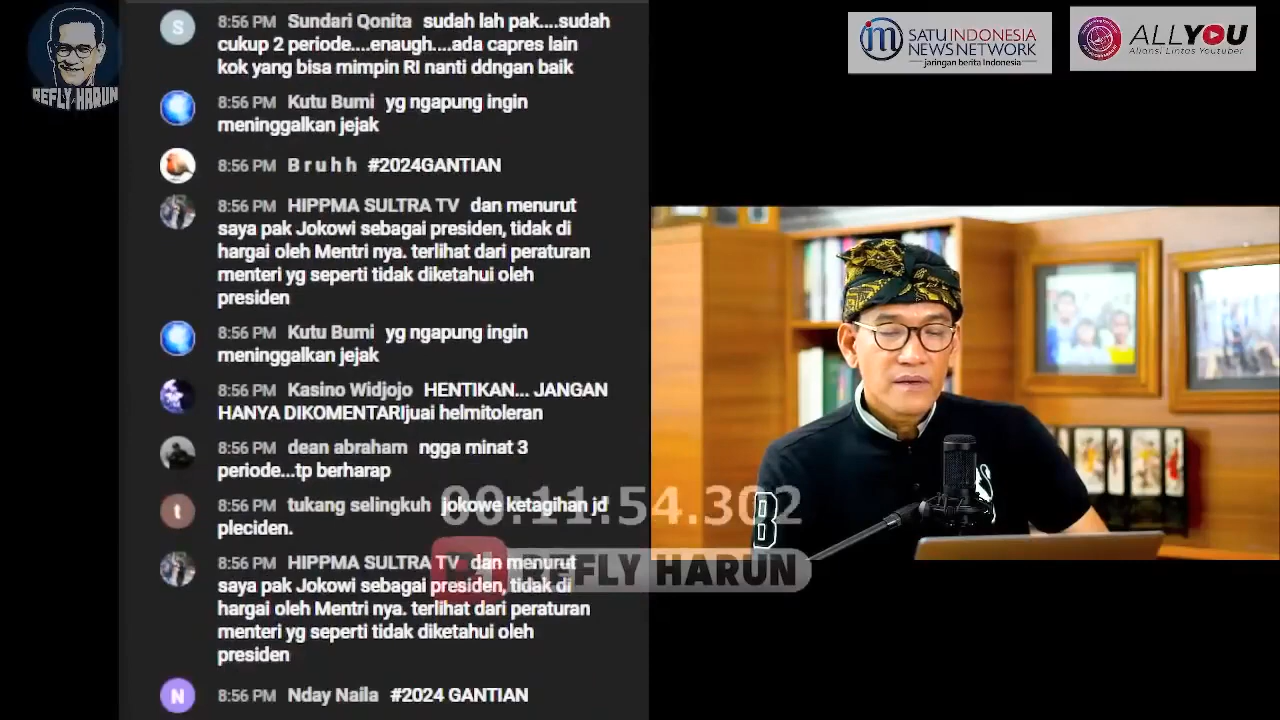 REFLY HARUN
S
8:56 PM Sundari Qonita sudah lah pak....sudah
cukup 2 periode....enaugh....ada capres lain
kok yang bisa mimpin RI nanti ddngan baik
8:56 PM Kutu Bumi yg ngapung ingin
meninggalkan jejak
8:56 PM B r u h h #2024GANTIAN
8:56 PM HIPPMA SULTRA TV dan menurut
saya pak Jokowi sebagai presiden, tidak di
hargai oleh Mentri nya. terlihat dari peraturan
menteri yg seperti tidak diketahui oleh
presiden
8:56 PM Kutu Bumi yg ngapung ingin
meninggalkan jejak
8:56 PM Kasino Widjojo HENTIKAN... JANGAN
HANYA DIKOMENTARIjuai helmitoleran
8:56 PM dean abraham ngga minat 3
periode...tp berharap
t
8:56 PM tukang selingkuh jokowe ketagihan jd
pleciden.
8:56 PM HIPPMA SULTRA TV dan menurut
saya pak Jokowi sebagai presiden, tidak di
hargai oleh Mentri nya. terlihat dari peraturan
menteri yg seperti tidak diketahui oleh
presiden
N
8:56 PM Nday Naila #2024 GANTIAN
SATU INDONESIA
NEWS NETWORK
jaringan berita Indonesia
ALLYOU
Aliansi Lintas Youtuber
00:11:54.302
REFLY HARUN
B